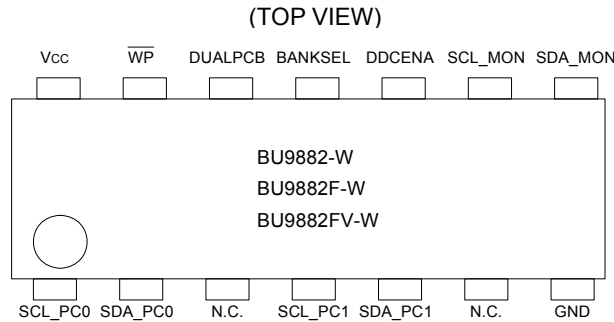 (TOP VIEW)
Vcc WP DUALPCB BANKSEL DDCENA SCL_MON SDA_MON
BU9882-W
BU9882F-W
BU9882FV-W
SCL_PC0 SDA_PC0 N.C. SCL_PC1 SDA_PC1 N.C. GND